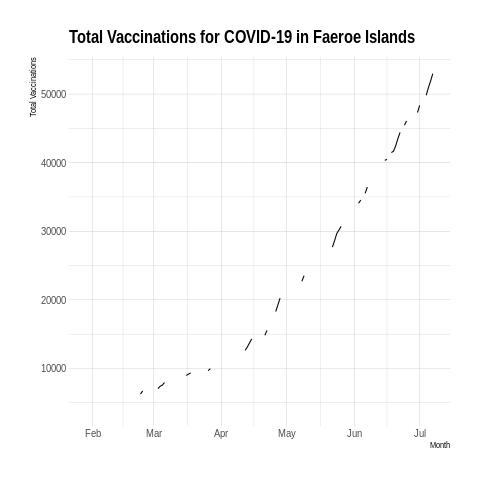 Total Vaccinations for COVID-19 in Faeroe Islands
Total Vaccinations
50000
40000
30000
20000
10000
Feb Mar Apr May Jun Jul
Month